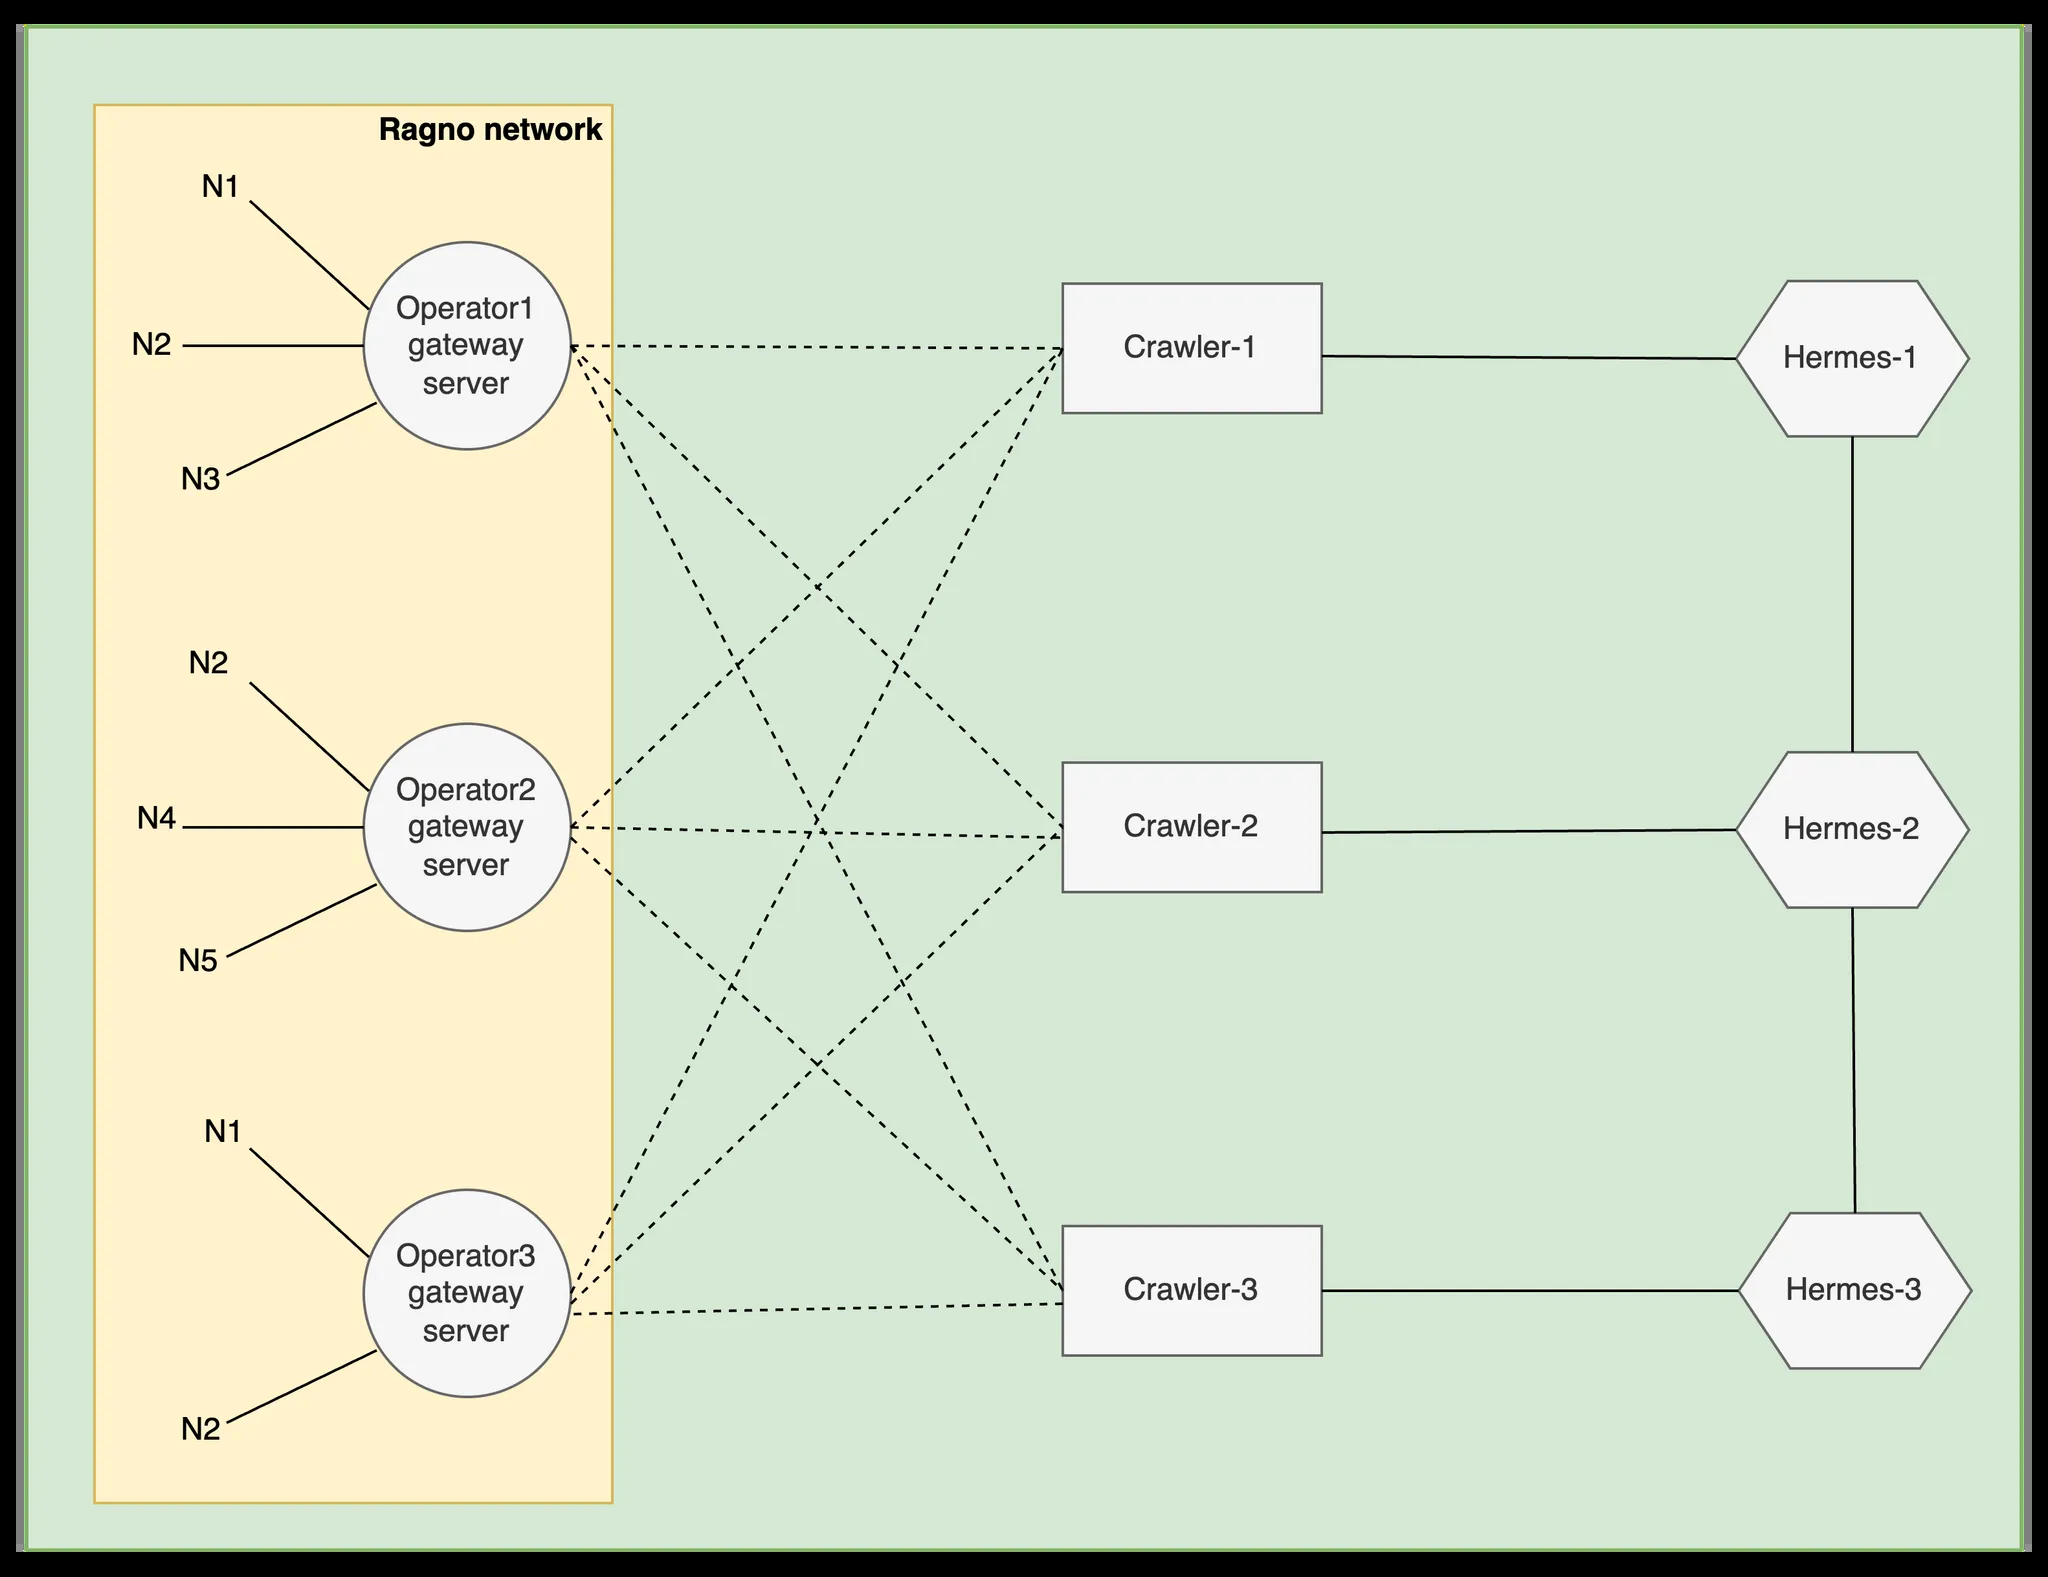 Ragno network
N1
N2
N3
Operator1
gateway
server
Crawler-1
Hermes-1
N2
N4
N5
Operator2
gateway
server
Crawler-2
Hermes-2
N1
N2
Operator3
gateway
server
Crawler-3
Hermes-3